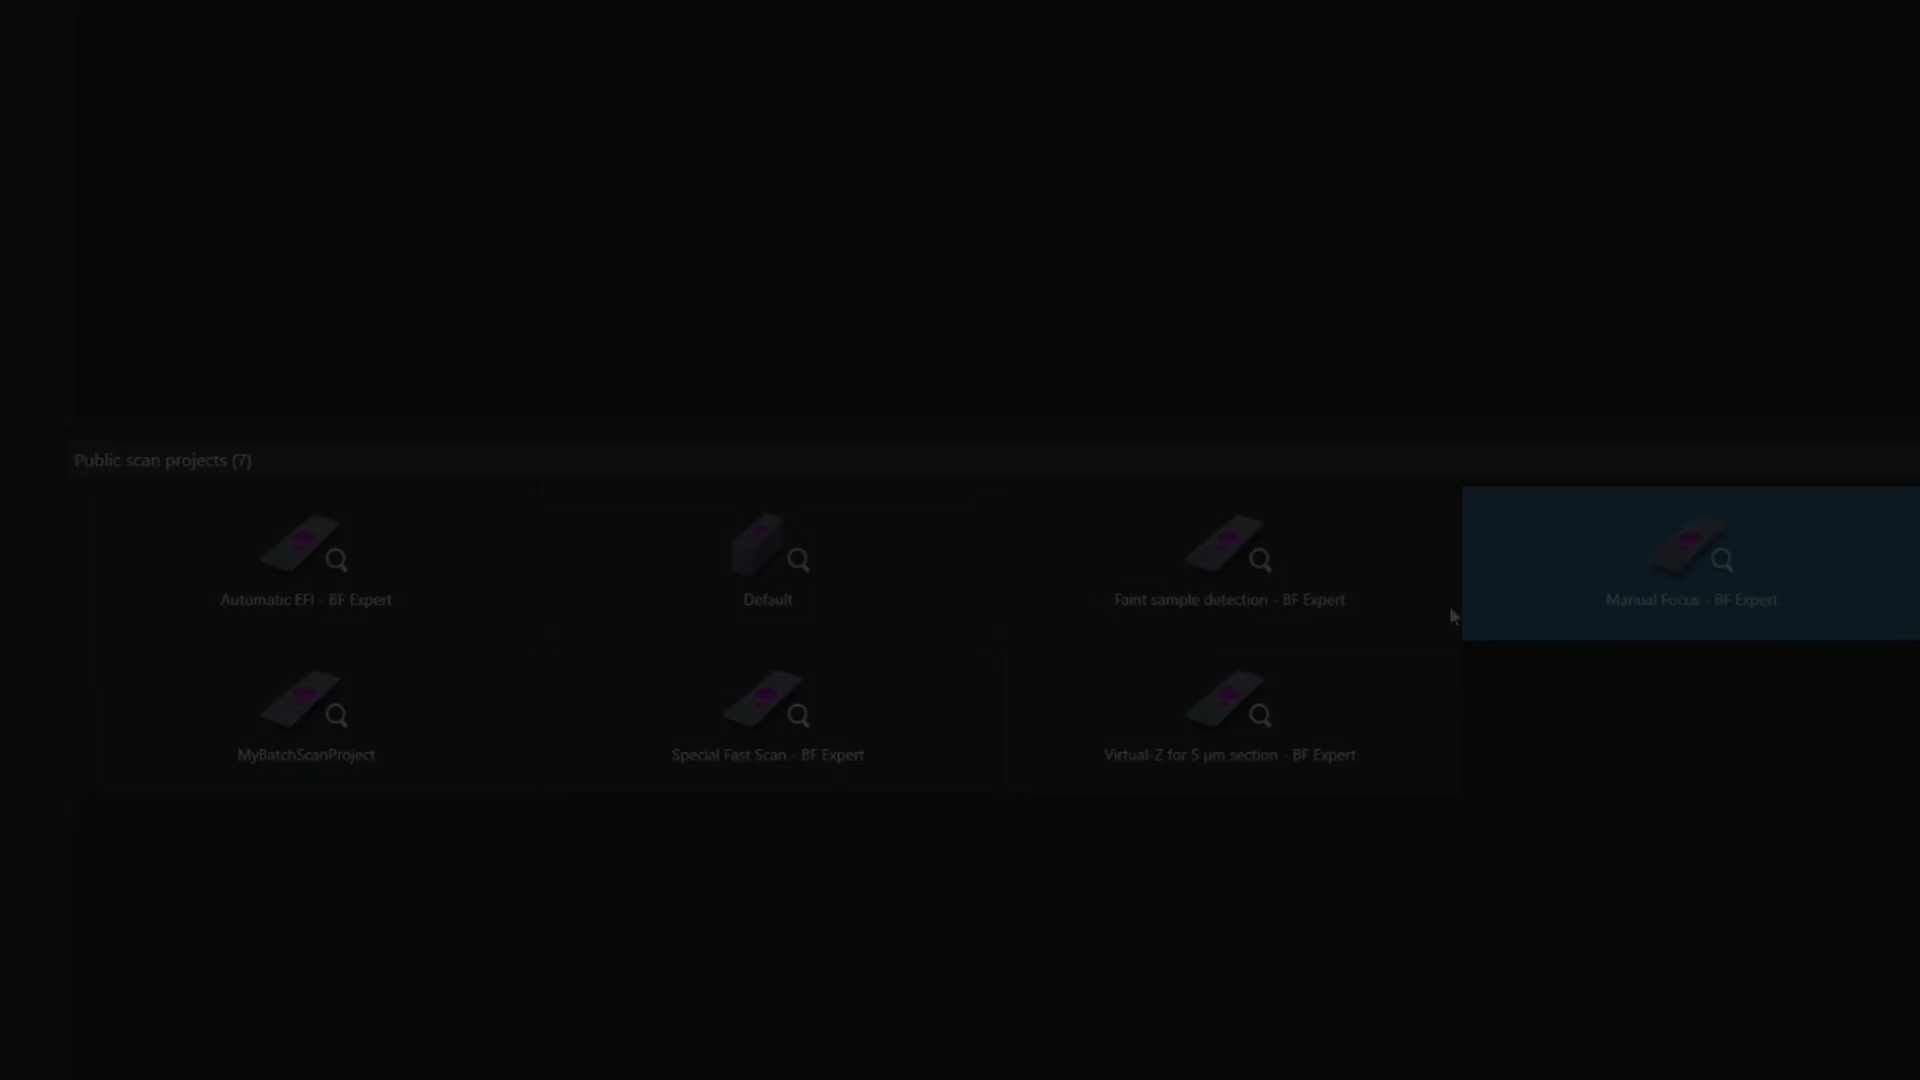 Public scan projects (7)
Automatic EFI - BF Expert
Default
Faint sample detection - BF Expert
Manual Focus - BF Expert
MyBatchScanProject
Special Fast Scan - BF Expert
Virtual-Z for 5 µm section - BF Expert